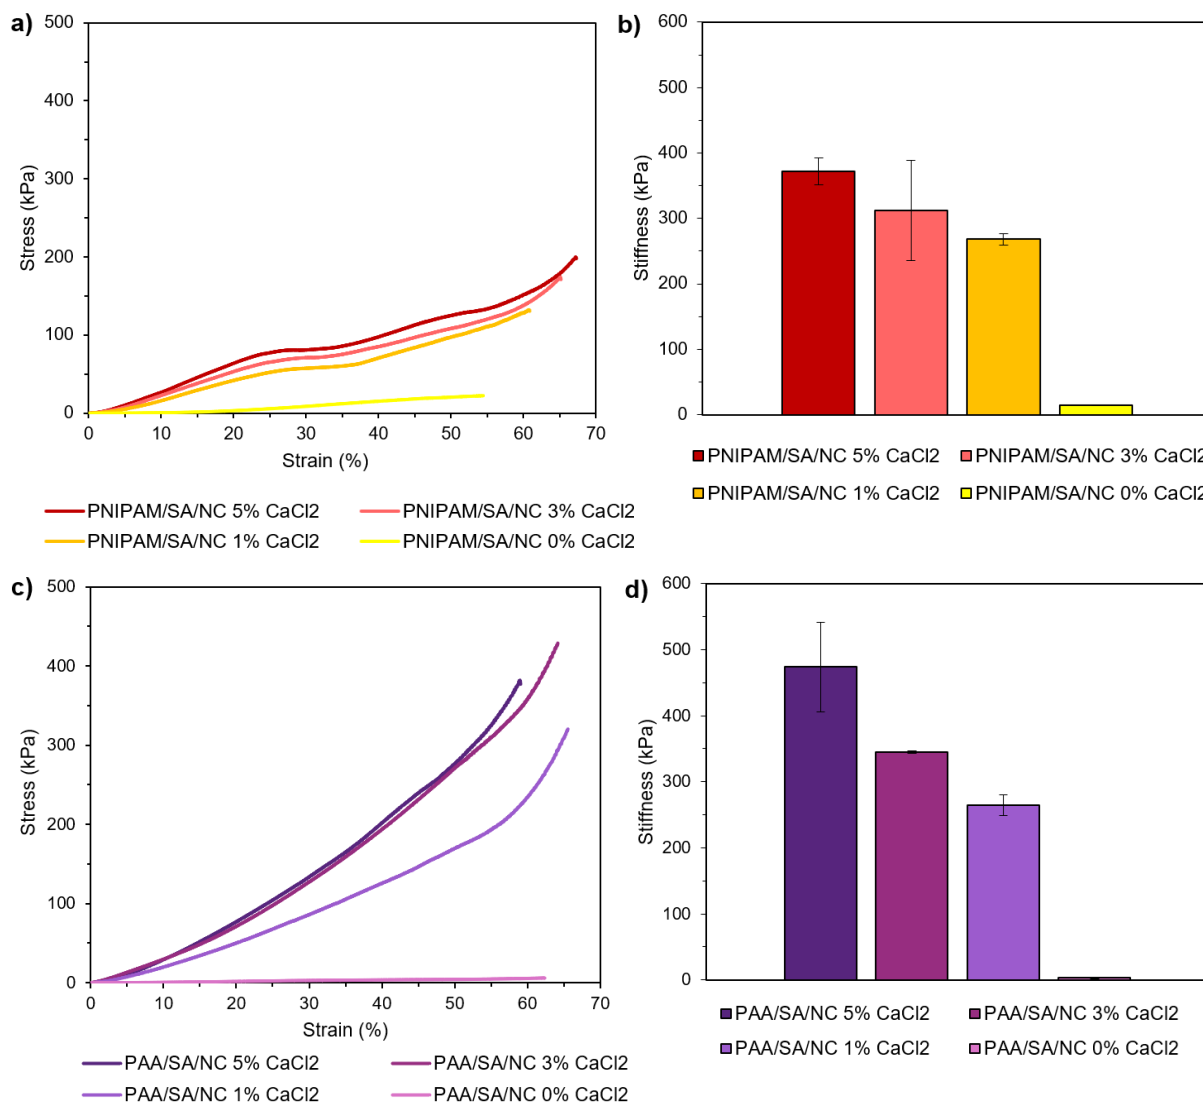 a)
500
400
300
200
100
0
Stress (kPa)
0 10 20 30 40 50 60 70
Strain (%)
PNIPAM/SA/NC 5% CaCl2 PNIPAM/SA/NC 3% CaCl2
PNIPAM/SA/NC 1% CaCl2 PNIPAM/SA/NC 0% CaCl2
b)
600
500
400
300
200
100
0
Stiffness (kPa)
PNIPAM/SA/NC 5% CaCl2 PNIPAM/SA/NC 3% CaCl2
PNIPAM/SA/NC 1% CaCl2 PNIPAM/SA/NC 0% CaCl2
c)
500
400
300
200
100
0
Stress (kPa)
0 10 20 30 40 50 60 70
Strain (%)
PAA/SA/NC 5% CaCl2 PAA/SA/NC 3% CaCl2
PAA/SA/NC 1% CaCl2 PAA/SA/NC 0% CaCl2
d)
600
500
400
300
200
100
0
Stiffness (kPa)
PAA/SA/NC 5% CaCl2 PAA/SA/NC 3% CaCl2
PAA/SA/NC 1% CaCl2 PAA/SA/NC 0% CaCl2